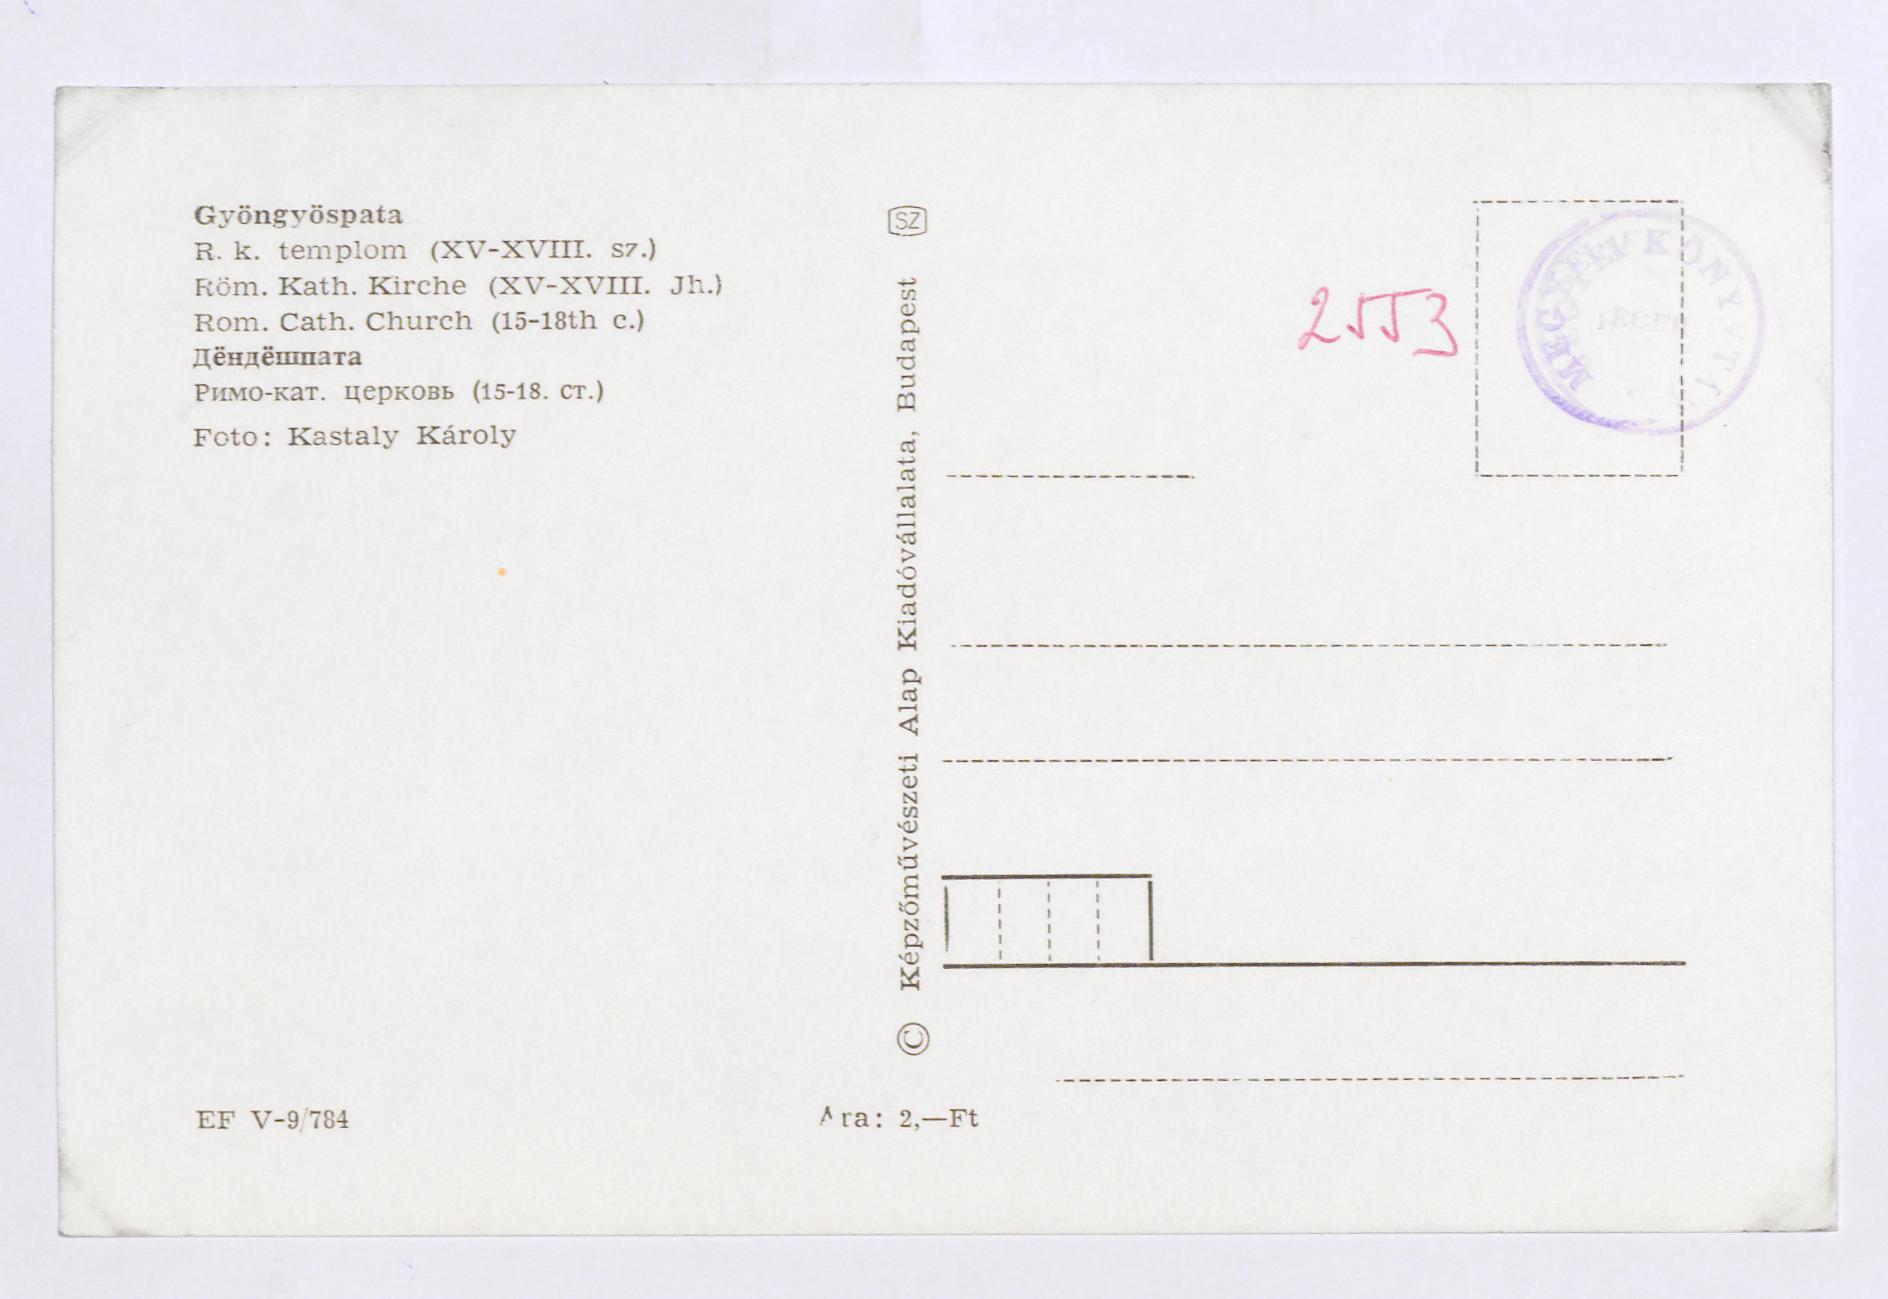 Gyöngyöspata
R. k. templom (XV-XVIII. sz.)
Röm. Kath. Kirche (XV-XVIII. Jh.)
Rom. Cath. Church (15-18th c.)
Дёндёшпата
Римо-кат. церковь (15-18. ст.)
Foto: Kastaly Károly
EF V-9/784
SZ
© Képzőművészeti Alap Kiadóvállalata, Budapest
Ára: 2,—Ft
2553
MEGYEI KÖNYVTÁR